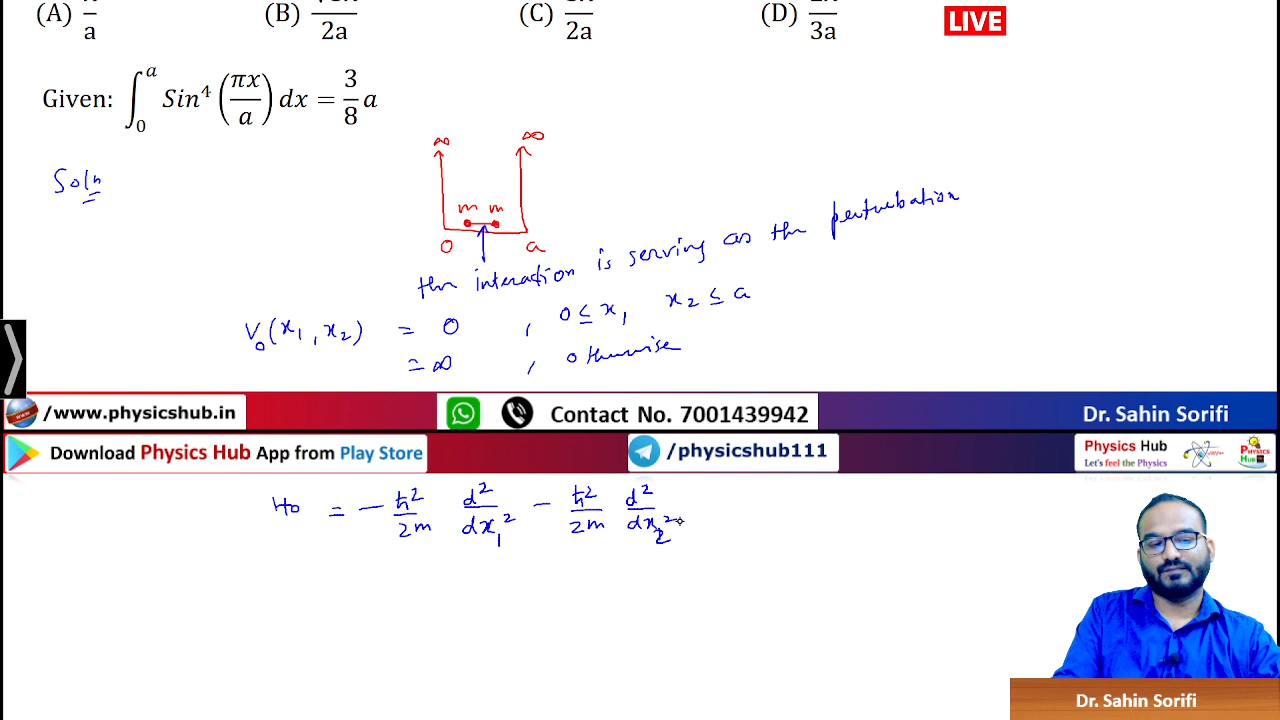 (A) a (B) 2a (C) 2a (D) 3a
LIVE
Given: ∫₀ᵃ Sin⁴ (πx/a) dx = 3/8 a
Soln
∞ ∞
m m
0 a
the interaction is serving as the perturbation
V₀(x₁, x₂) = 0 , 0 ≤ x₁, x₂ ≤ a
= ∞ , otherwise
/www.physicshub.in Contact No. 7001439942 Dr. Sahin Sorifi
Download Physics Hub App from Play Store /physicshub111 Physics Hub
Let's feel the Physics
H₀ = - ħ²/2m d²/dx₁² - ħ²/2m d²/dx₂²
Dr. Sahin Sorifi